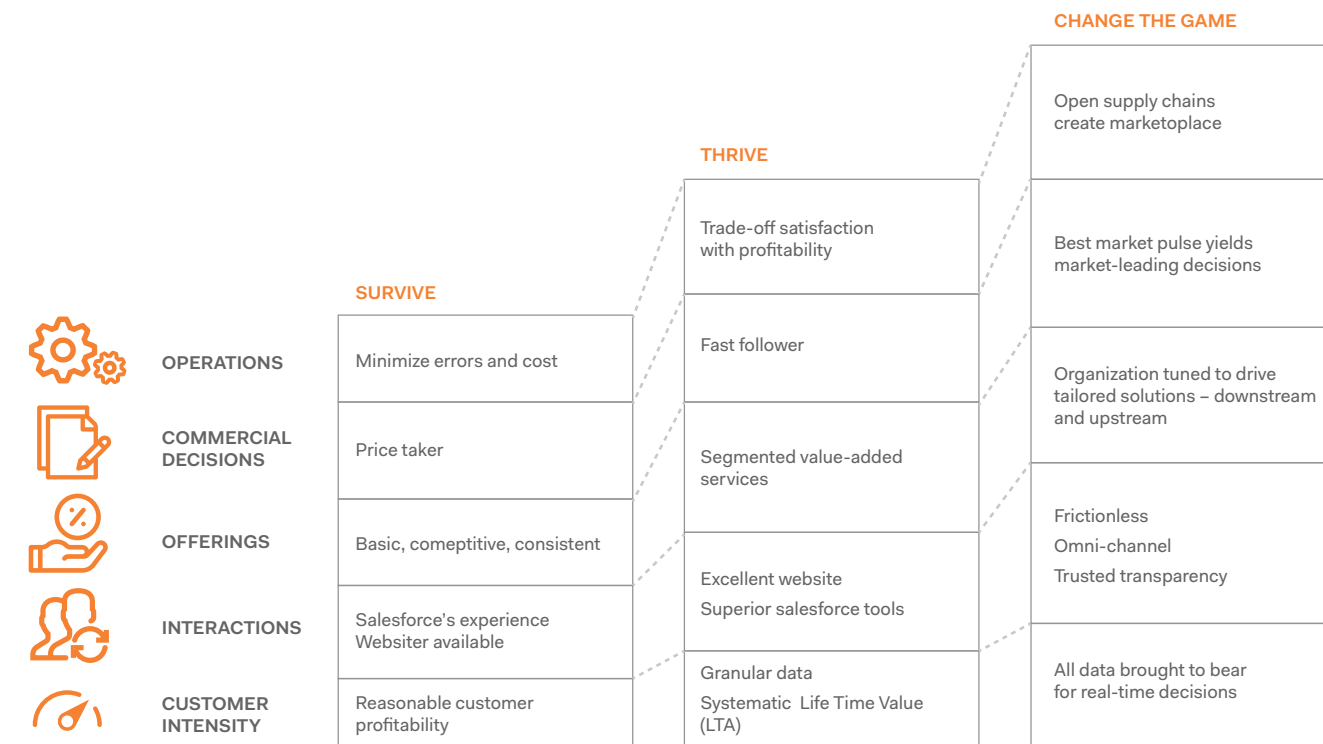 CHANGE THE GAME
Open supply chains
create marketoplace
THRIVE
Trade-off satisfaction
with profitability
Best market pulse yields
market-leading decisions
SURVIVE
OPERATIONS
Minimize errors and cost
Fast follower
Organization tuned to drive
tailored solutions – downstream
and upstream
COMMERCIAL
DECISIONS
Price taker
Segmented value-added
services
OFFERINGS
Basic, comeptitive, consistent
Excellent website
Superior salesforce tools
Frictionless
Omni-channel
Trusted transparency
INTERACTIONS
Salesforce's experience
Websiter available
Granular data
Systematic Life Time Value
(LTA)
All data brought to bear
for real-time decisions
CUSTOMER
INTENSITY
Reasonable customer
profitability